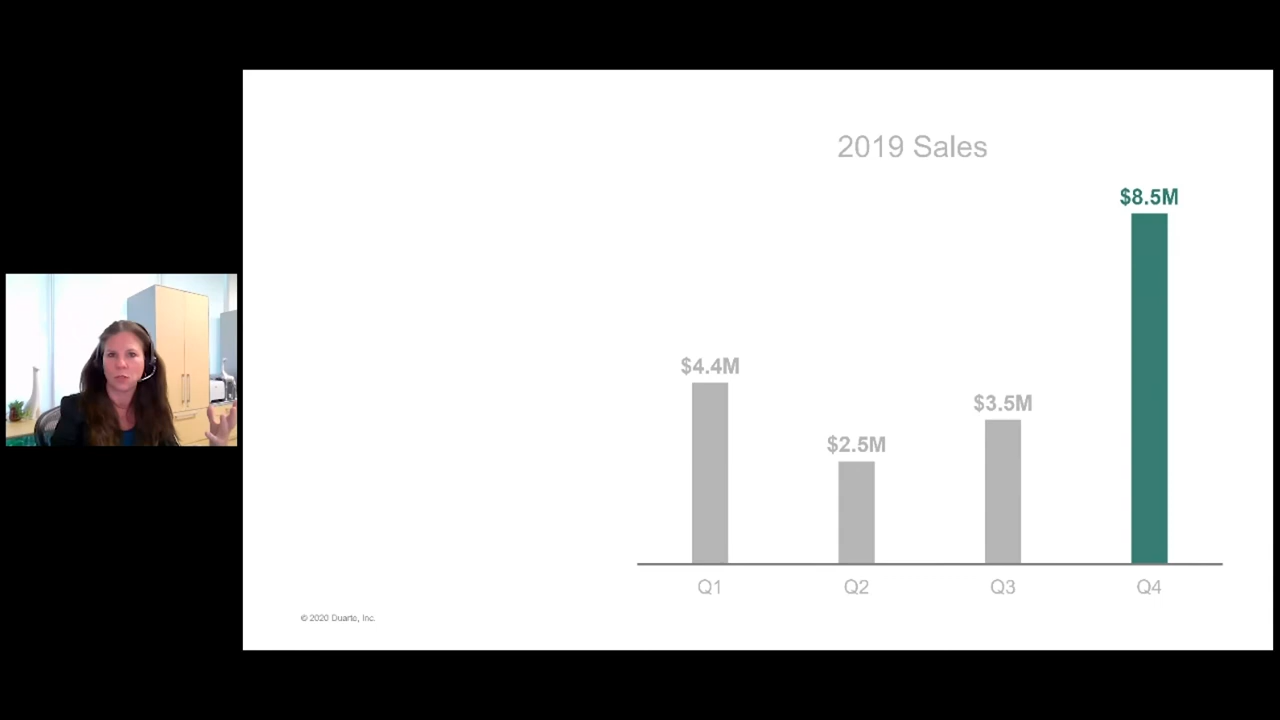 2019 Sales
$8.5M
$4.4M
$3.5M
$2.5M
Q1 Q2 Q3 Q4
© 2020 Duarte, Inc.